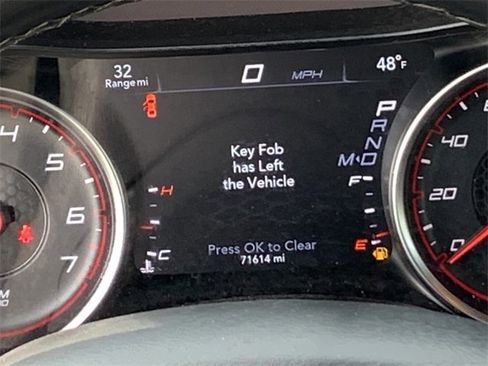 32 0 MPH 48°F
Range mi
P
R
N
M D
Key Fob
has Left
the Vehicle
H F
C E
Press OK to Clear
71614 mi
4
5
6
7
40
20
0